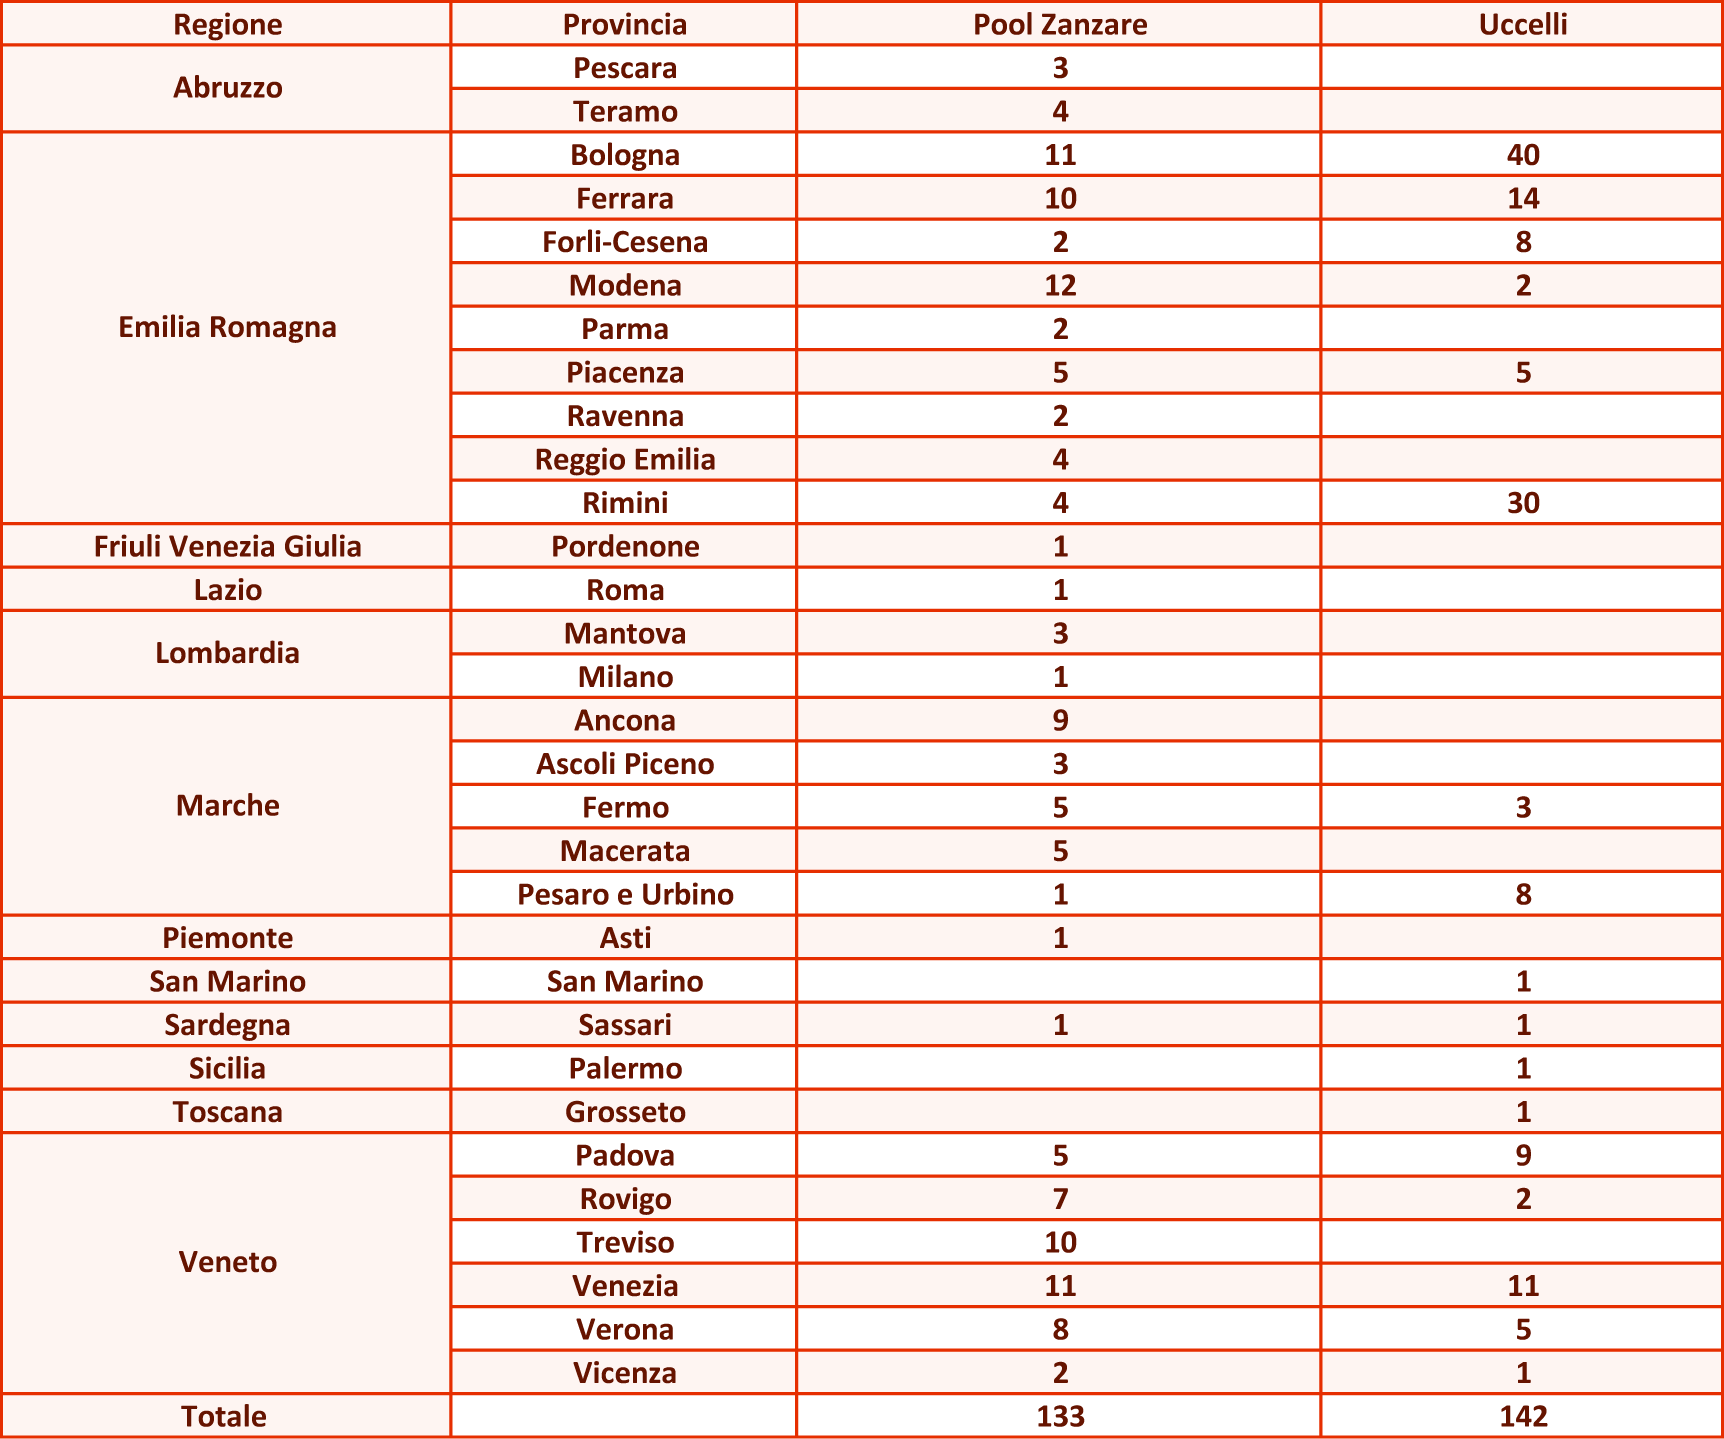 Regione Provincia Pool Zanzare Uccelli
Abruzzo Pescara 3
Teramo 4
Emilia Romagna Bologna 11 40
Ferrara 10 14
Forli-Cesena 2 8
Modena 12 2
Parma 2
Piacenza 5 5
Ravenna 2
Reggio Emilia 4
Rimini 4 30
Friuli Venezia Giulia Pordenone 1
Lazio Roma 1
Lombardia Mantova 3
Milano 1
Marche Ancona 9
Ascoli Piceno 3
Fermo 5 3
Macerata 5
Pesaro e Urbino 1 8
Piemonte Asti 1
San Marino San Marino 1
Sardegna Sassari 1 1
Sicilia Palermo 1
Toscana Grosseto 1
Veneto Padova 5 9
Rovigo 7 2
Treviso 10
Venezia 11 11
Verona 8 5
Vicenza 2 1
Totale 133 142